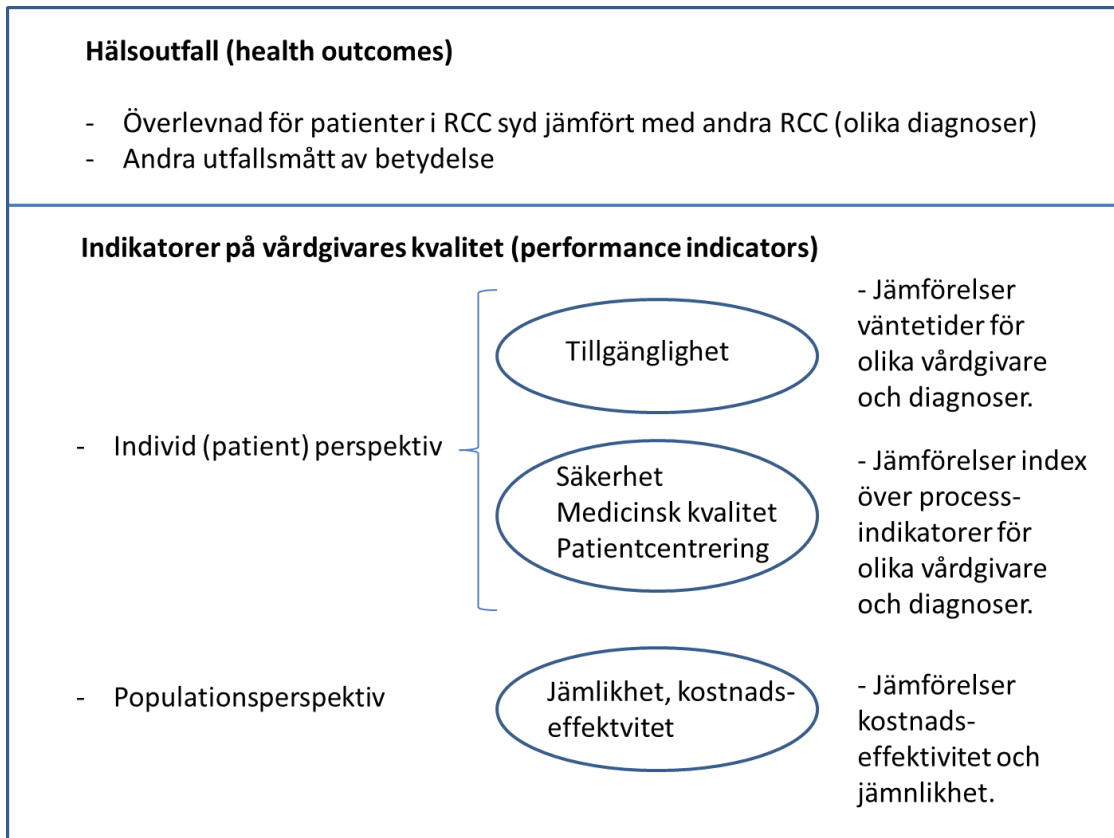 Hälsoutfall (health outcomes)
- Överlevnad för patienter i RCC syd jämfört med andra RCC (olika diagnoser)
- Andra utfallsmått av betydelse
Indikatorer på vårdgivares kvalitet (performance indicators)
- Individ (patient) perspektiv
Tillgänglighet
- Jämförelser
väntetider för
olika vårdgivare
och diagnoser.
Säkerhet
Medicinsk kvalitet
Patientcentrering
- Jämförelser index
över process-
indikatorer för
olika vårdgivare
och diagnoser.
- Populationsperspektiv
Jämlikhet, kostnads-
effektvitet
- Jämförelser
kostnads-
effektivitet och
jämnlikhet.